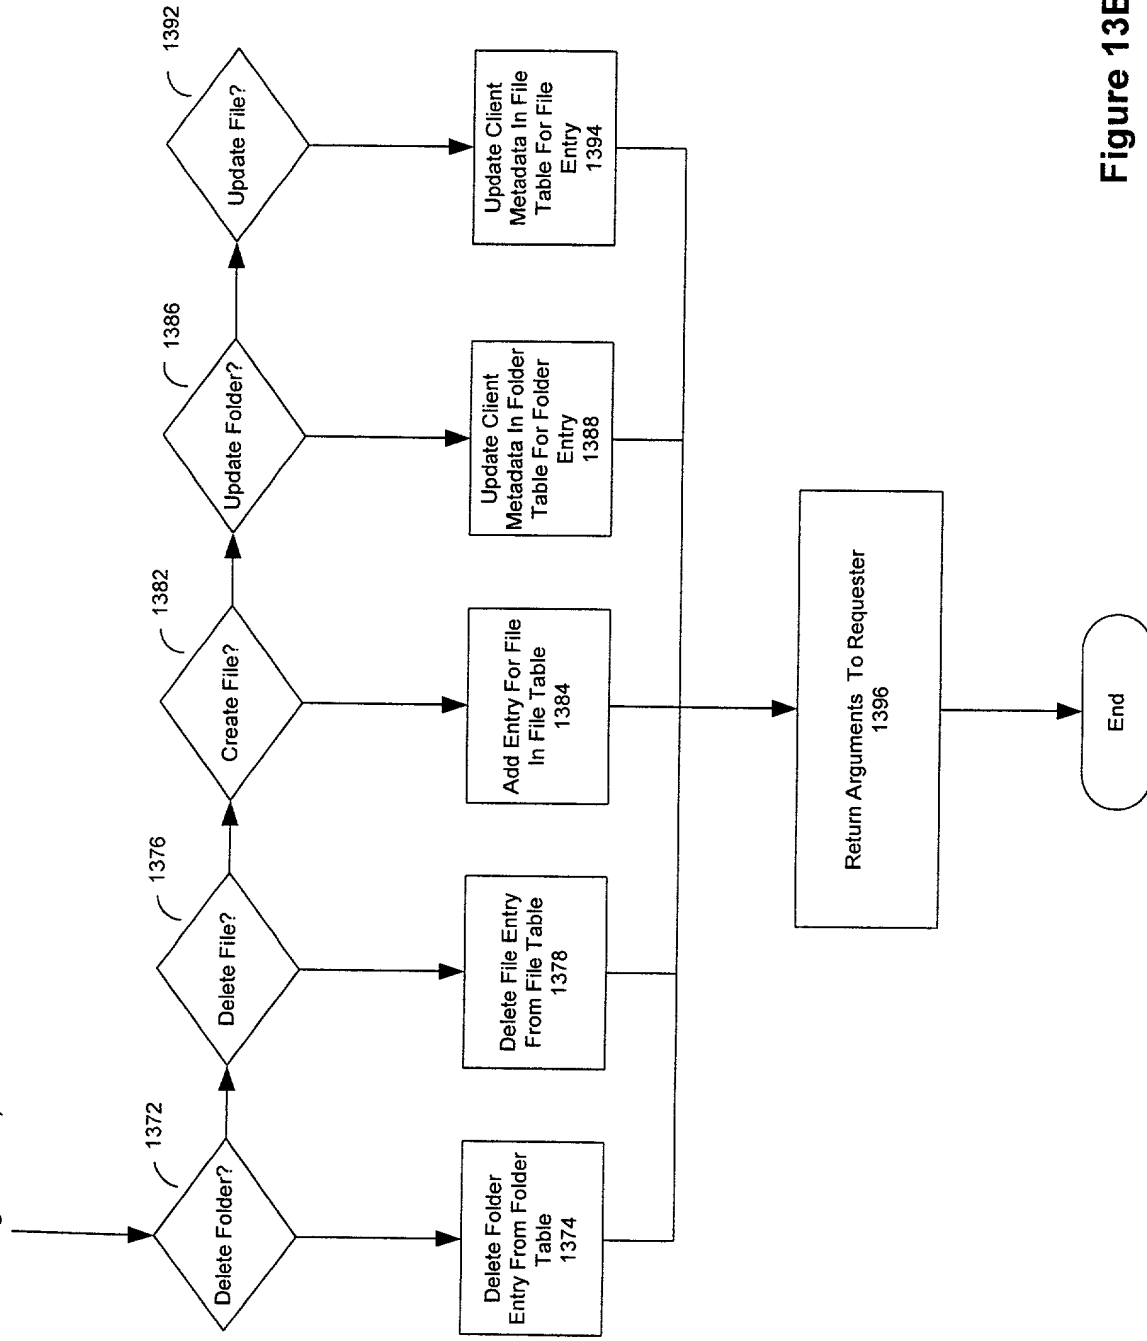 1372
Delete Folder?
1376
Delete File?
1382
Create File?
1386
Update Folder?
1392
Update File?
Delete Folder
Entry From Folder
Table
1374
Delete File Entry
From File Table
1378
Add Entry For File
In File Table
1384
Update Client
Metadata In Folder
Table For Folder
Entry
1388
Update Client
Metadata In File
Table For File
Entry
1394
Return Arguments To Requester
1396
End
Figure 13B